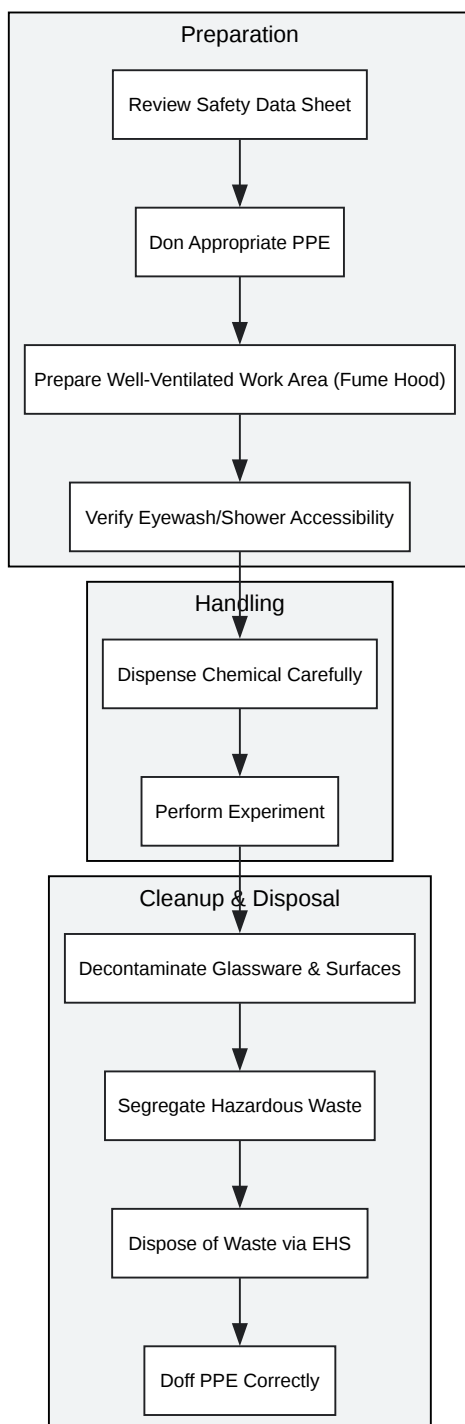 Preparation
Review Safety Data Sheet
Don Appropriate PPE
Prepare Well-Ventilated Work Area (Fume Hood)
Verify Eyewash/Shower Accessibility
Handling
Dispense Chemical Carefully
Perform Experiment
Cleanup & Disposal
Decontaminate Glassware & Surfaces
Segregate Hazardous Waste
Dispose of Waste via EHS
Doff PPE Correctly